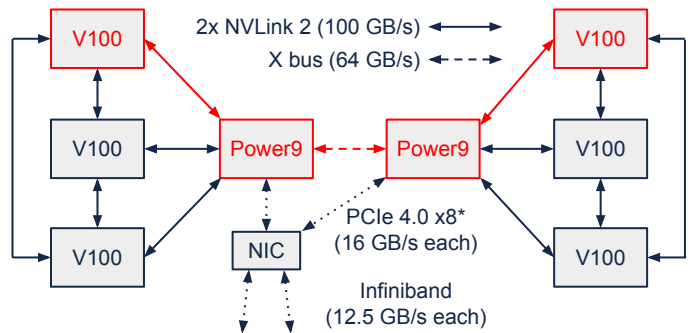 V100
2x NVLink 2 (100 GB/s)
V100
X bus (64 GB/s)
V100
Power9
Power9
V100
PCIe 4.0 x8*
(16 GB/s each)
V100
NIC
V100
Infiniband
(12.5 GB/s each)